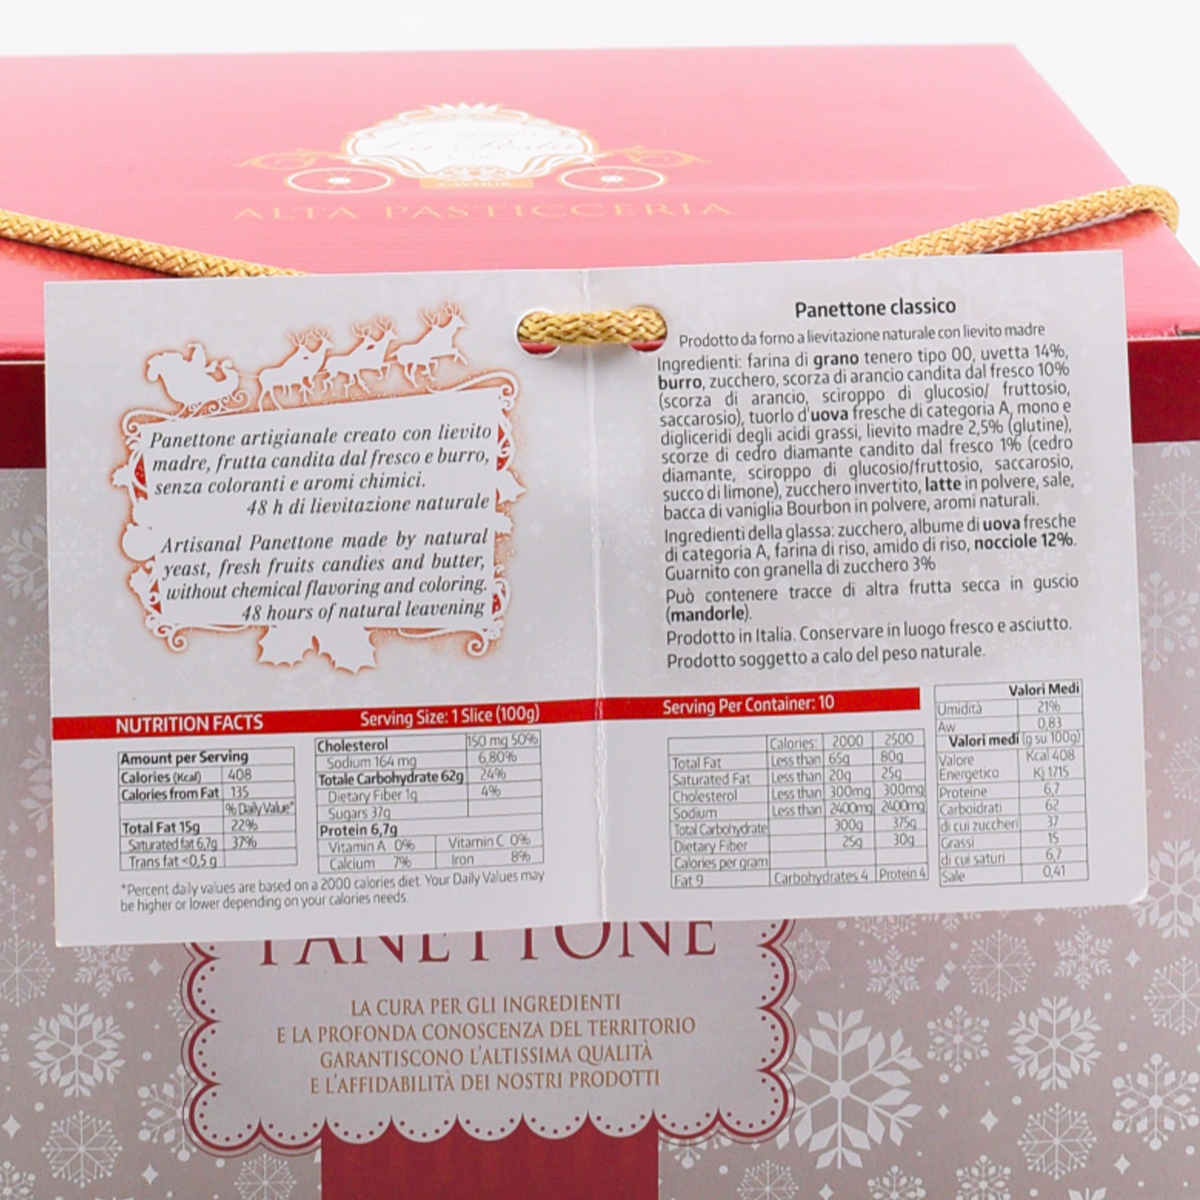 ALTA PASTICCERIA
Panettone artigianale creato con lievito
madre, frutta candita dal fresco e burro,
senza coloranti e aromi chimici.
48 h di lievitazione naturale
Artisanal Panettone made by natural
yeast, fresh fruits candies and butter,
without chemical flavoring and coloring.
48 hours of natural leavening
NUTRITION FACTS
Serving Size: 1 Slice (100g)
Amount per Serving
Calories (Kcal) 408
Calories from Fat 135
% Daily Value*
Total Fat 15g 22%
Saturated fat 6,7g 37%
Trans fat <0,5 g
Cholesterol 150 mg 50%
Sodium 164 mg 6,80%
Totale Carbohydrate 62g 24%
Dietary Fiber 1g 4%
Sugars 37g
Protein 6,7g
Vitamin A 0% Vitamin C 0%
Calcium 7% Iron 8%
*Percent daily values are based on a 2000 calories diet. Your Daily Values may
be higher or lower depending on your calories needs
Panettone classico
Prodotto da forno a lievitazione naturale con lievito madre
Ingredienti: farina di grano tenero tipo 00, uvetta 14%,
burro, zucchero, scorza di arancio candita dal fresco 10%
(scorza di arancio, sciroppo di glucosio/ fruttosio,
saccarosio), tuorlo d'uova fresche di categoria A, mono e
digliceridi degli acidi grassi, lievito madre 2,5% (glutine),
scorze di cedro diamante candito dal fresco 1% (cedro
diamante, sciroppo di glucosio/fruttosio, saccarosio,
succo di limone), zucchero invertito, latte in polvere, sale,
bacca di vaniglia Bourbon in polvere, aromi naturali.
Ingredienti della glassa: zucchero, albume di uova fresche
di categoria A, farina di riso, amido di riso, nocciole 12%.
Guarnito con granella di zucchero 3%
Può contenere tracce di altra frutta secca in guscio
(mandorle).
Prodotto in Italia. Conservare in luogo fresco e asciutto.
Prodotto soggetto a calo del peso naturale.
Serving Per Container: 10
Calories: 2000 2500
Total Fat Less than 65g 80g
Saturated Fat Less than 20g 25g
Cholesterol Less than 300mg 300mg
Sodium Less than 2400mg 2400mg
Total Carbohydrate 300g 375g
Dietary Fiber 25g 30g
Calories per gram
Fat 9 Carbohydrates 4 Protein 4
Valori Medi
Umidità 21%
Aw 0,83
Valori medi (g su 100g)
Valore Kcal 408
Energetico Kj 1715
Proteine 6,7
Carboidrati 62
di cui zuccheri 37
Grassi 15
di cui saturi 6,7
Sale 0,41
PANETTONE
LA CURA PER GLI INGREDIENTI
E LA PROFONDA CONOSCENZA DEL TERRITORIO
GARANTISCONO L'ALTISSIMA QUALITÀ
E L'AFFIDABILITÀ DEI NOSTRI PRODOTTI